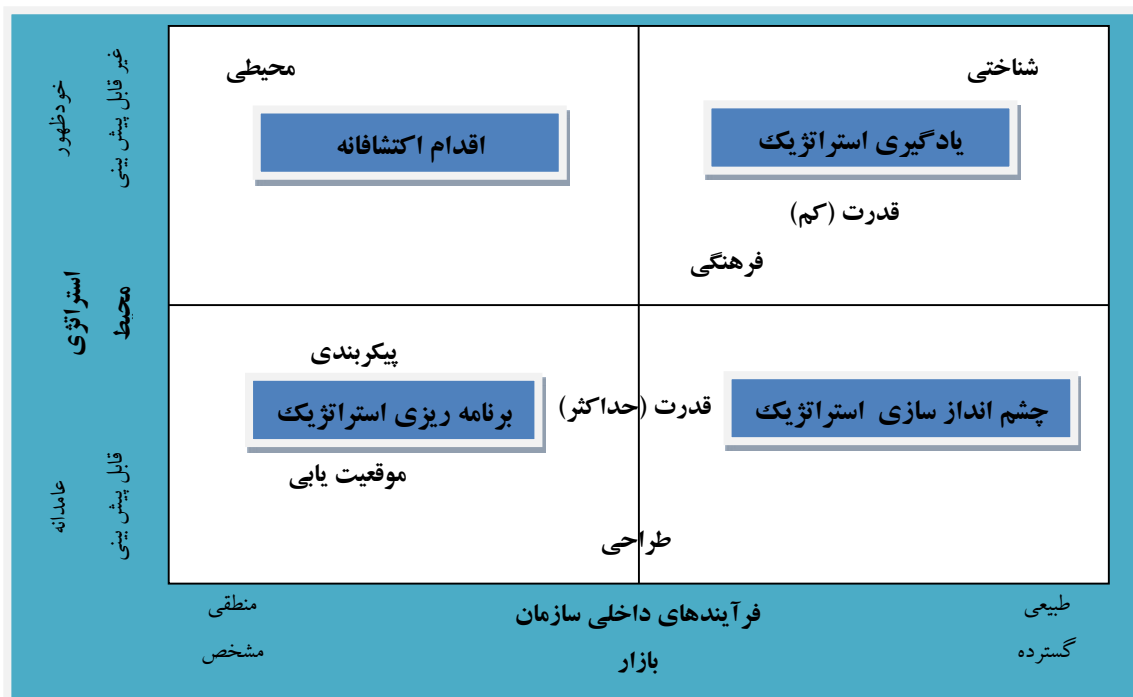 غیر قابل پیش بینی
خودظهور
محیط
استراتژی
قابل پیش بینی
عامدانه
شناختی
محیطی
یادگیری استراتژیک
اقدام اکتشافانه
قدرت (کم)
فرهنگی
پیکربندی
چشم انداز سازی استراتژیک
قدرت (حداکثر)
برنامه ریزی استراتژیک
موقعیت یابی
طراحی
طبیعی
فرآیندهای داخلی سازمان
منطقی
گسترده
بازار
مشخص